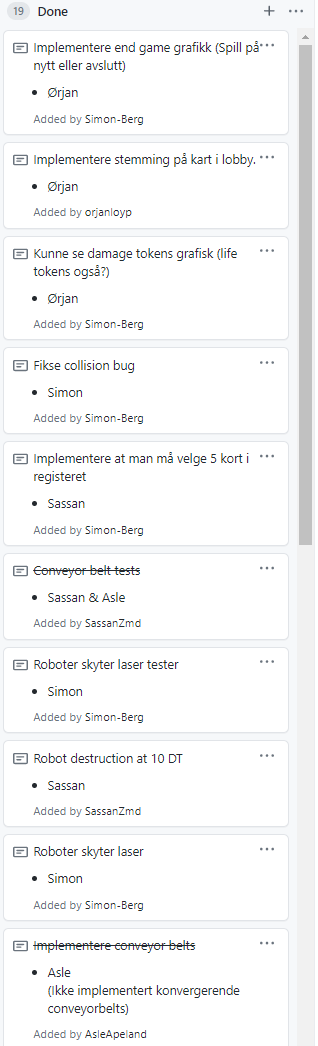 19 Done
Implementere end game grafikk (Spill på
nytt eller avslutt)
Ørjan
Added by Simon-Berg
Implementere stemming på kart i lobby.
Ørjan
Added by orjanloyp
Kunne se damage tokens grafisk (life
tokens også?)
Ørjan
Added by Simon-Berg
Fikse collision bug
Simon
Added by Simon-Berg
Implementere at man må velge 5 kort i
registeret
Sassan
Added by Simon-Berg
Conveyor belt tests
Sassan & Asle
Added by SassanZmd
Roboter skyter laser tester
Simon
Added by Simon-Berg
Robot destruction at 10 DT
Sassan
Added by SassanZmd
Roboter skyter laser
Simon
Added by Simon-Berg
Implementere conveyor belts
Asle
(Ikke implementert konvergerende
conveyorbelts)
Added by AsleApeland